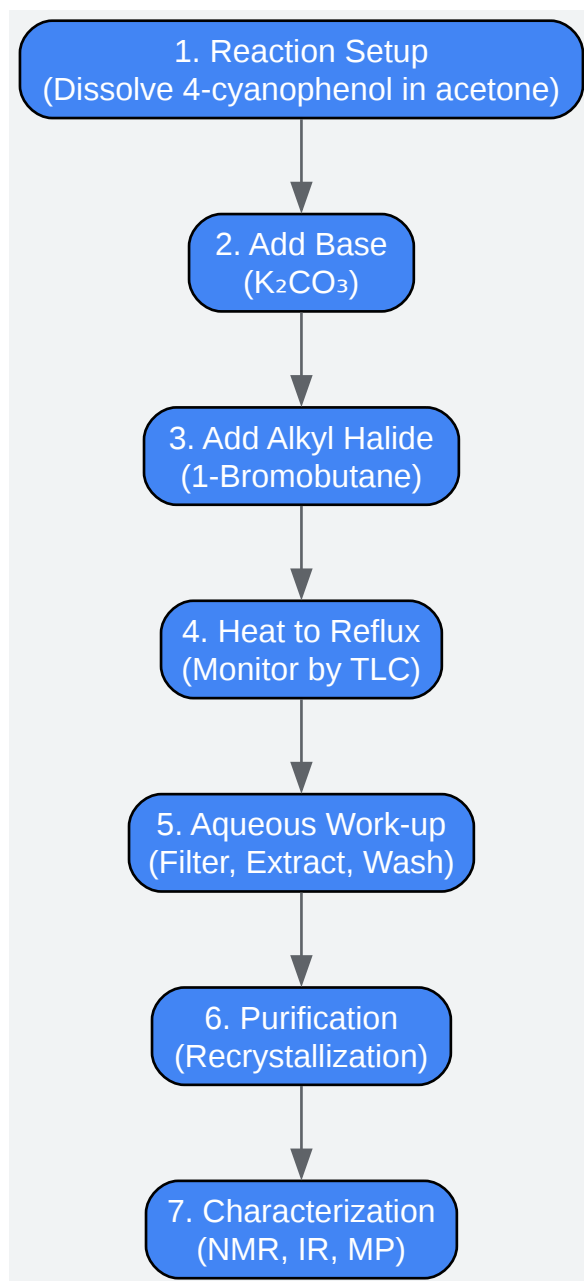 1. Reaction Setup
(Dissolve 4-cyanophenol in acetone)
2. Add Base
(K₂CO₃)
3. Add Alkyl Halide
(1-Bromobutane)
4. Heat to Reflux
(Monitor by TLC)
5. Aqueous Work-up
(Filter, Extract, Wash)
6. Purification
(Recrystallization)
7. Characterization
(NMR, IR, MP)